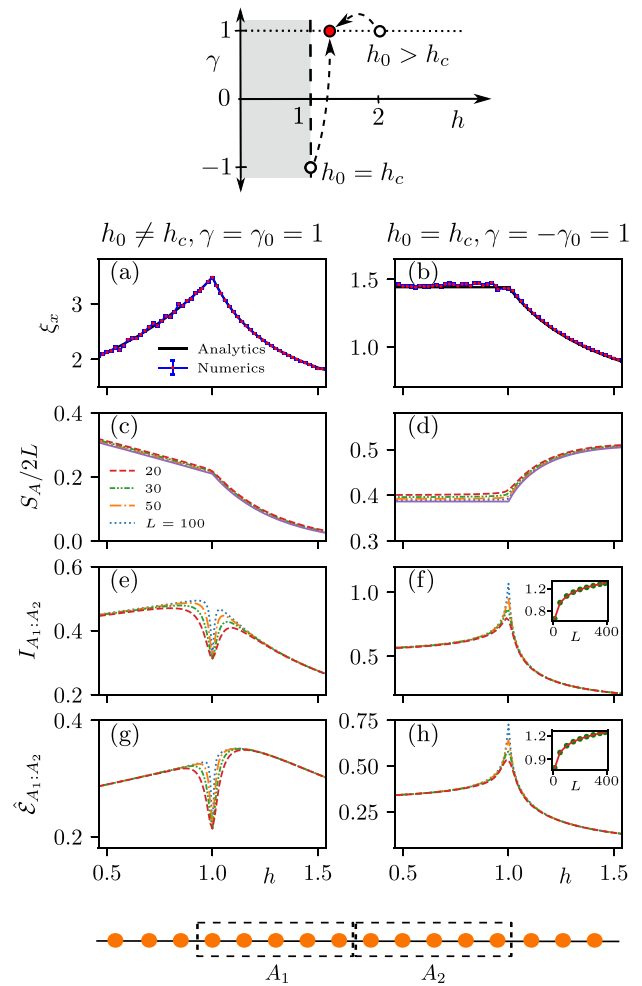 1
γ
h₀ > h_c
0
1
2
h
−1
h₀ = h_c
h₀ ≠ h_c, γ = γ₀ = 1
h₀ = h_c, γ = −γ₀ = 1
(a)
3
ξₓ
2
Analytics
Numerics
(b)
1.5
1.0
(c)
0.4
S_A/2L
0.2
0.0
20
30
50
L = 100
(d)
0.5
0.4
0.3
(e)
0.6
I_{A₁:A₂}
0.4
0.2
(f)
1.0
0.5
1.2
0.8
0 L 400
(g)
0.4
Ê_{A₁:A₂}
0.2
0.5 1.0 h 1.5
(h)
0.75
0.50
0.25
1.2
0.9
0 L 400
0.5 1.0 h 1.5
A₁ A₂